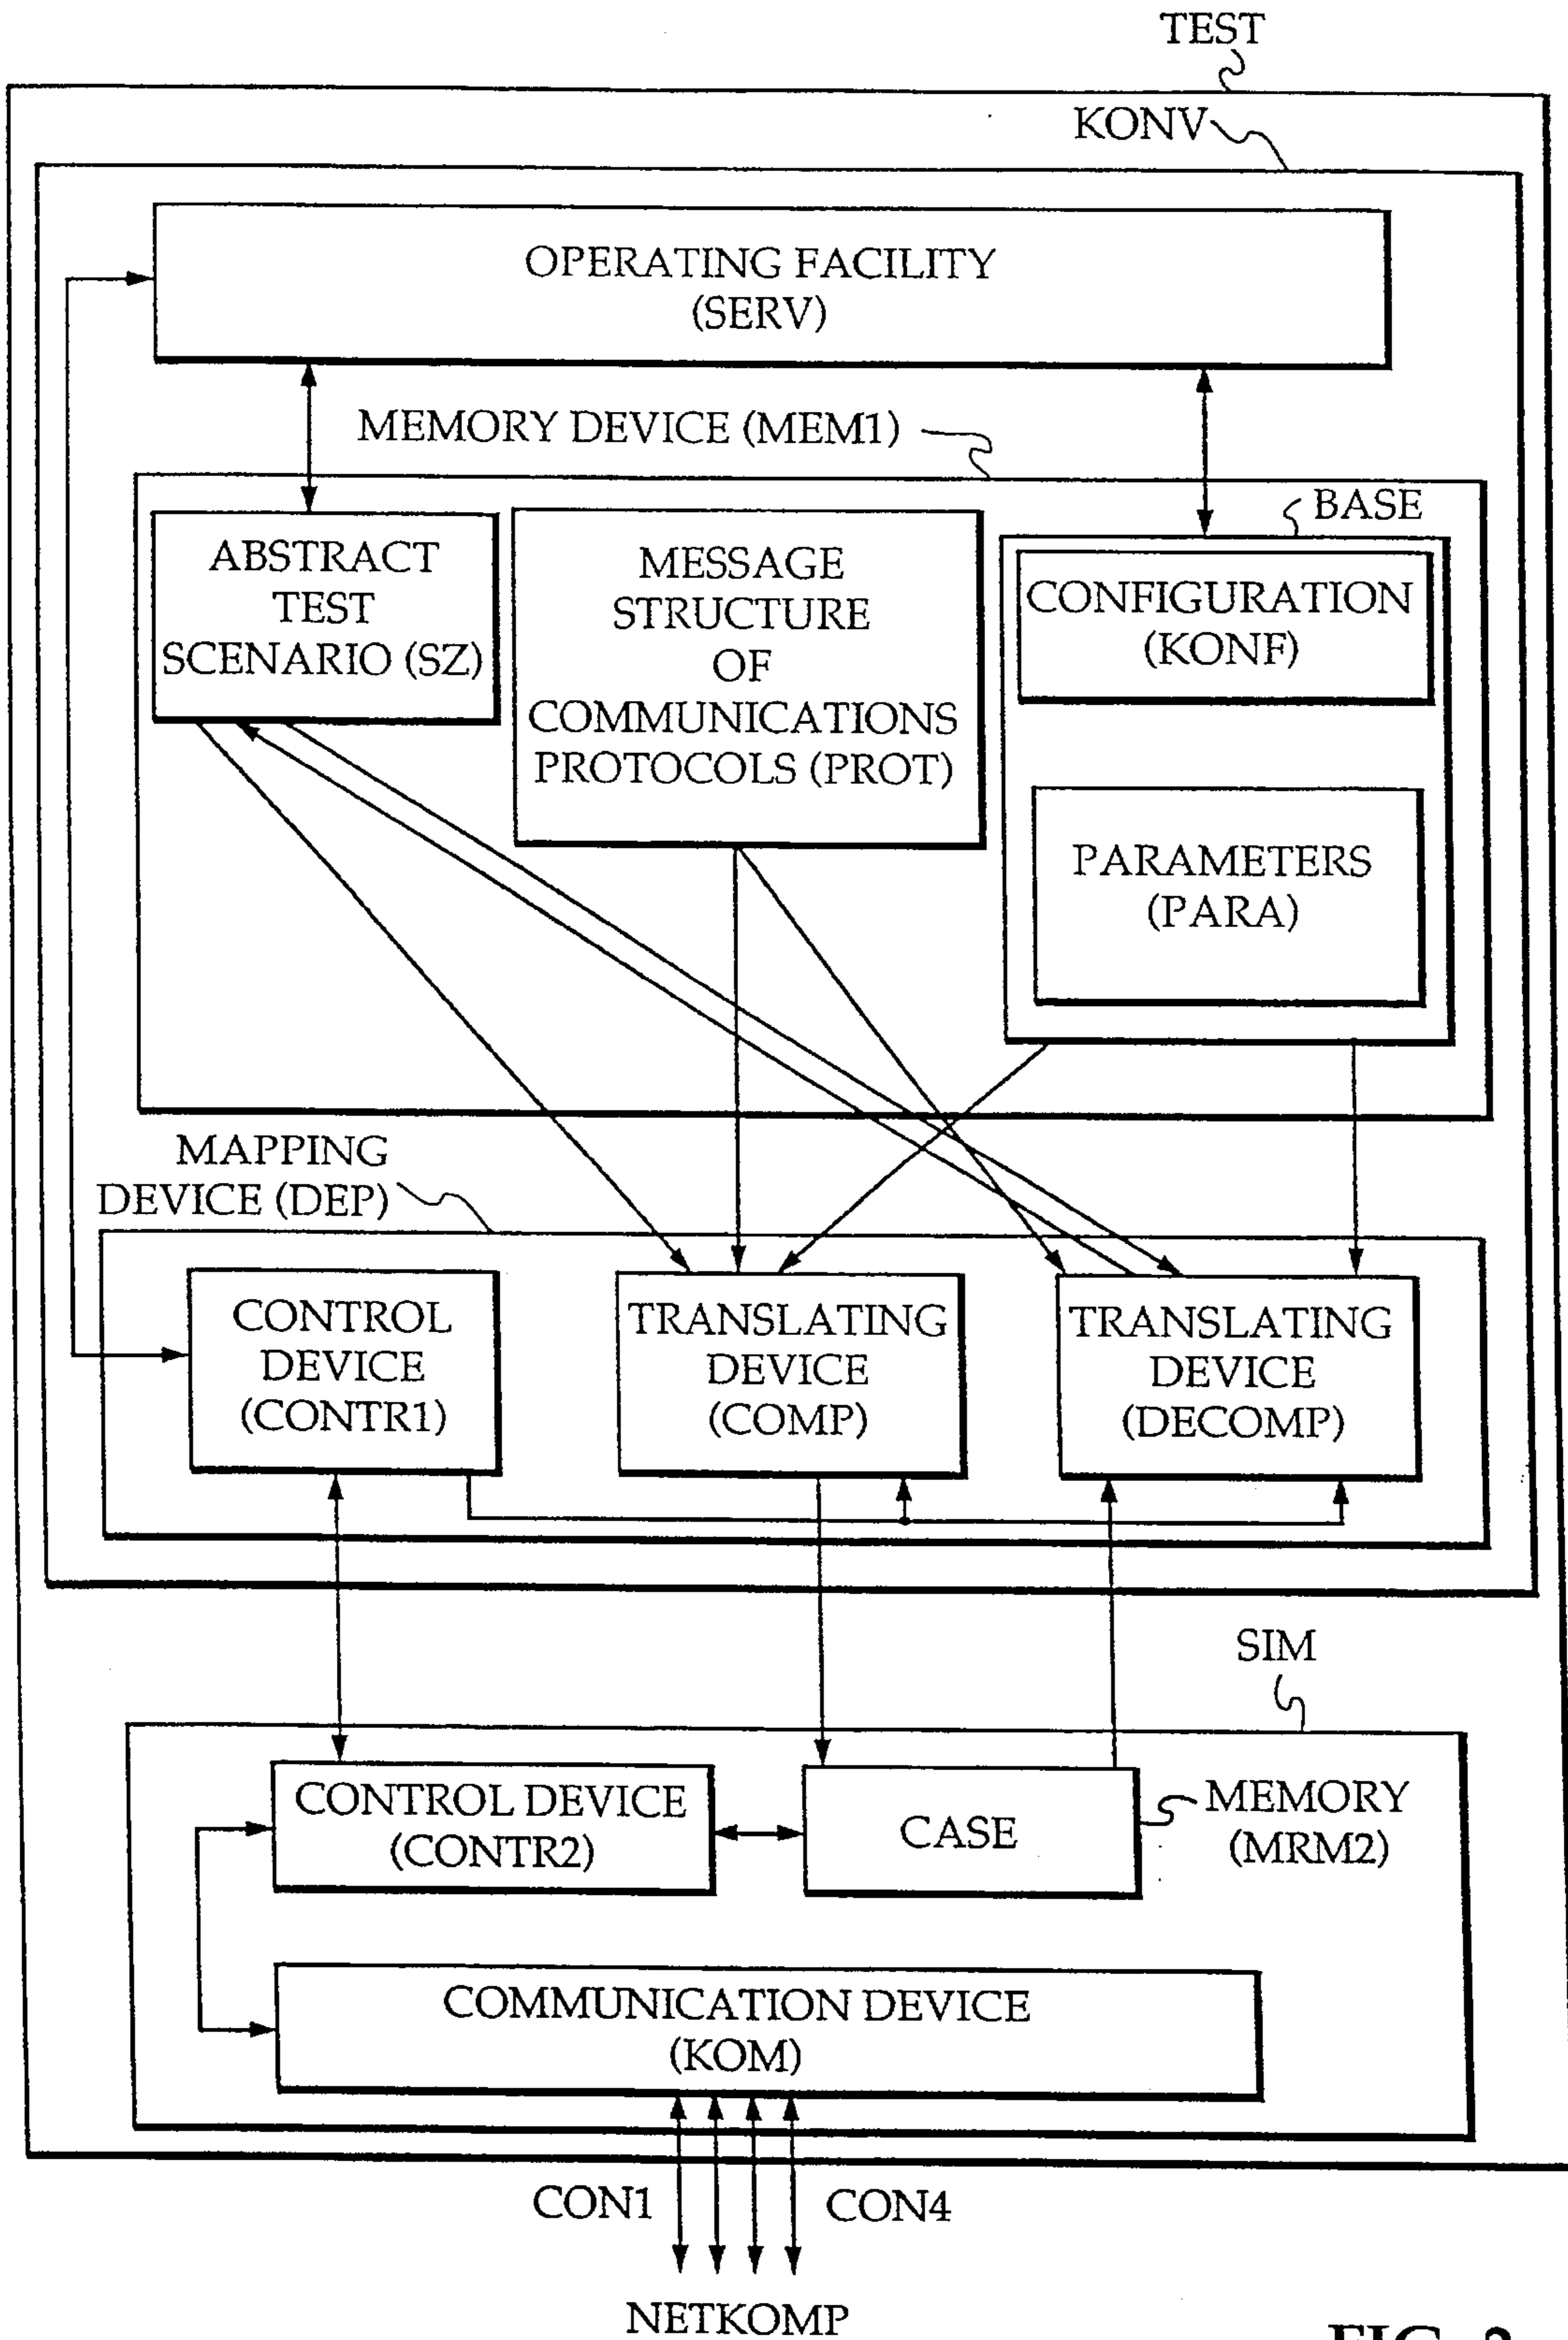 TEST
KONV
OPERATING FACILITY
(SERV)
MEMORY DEVICE (MEM1)
BASE
ABSTRACT
TEST
SCENARIO (SZ)
MESSAGE
STRUCTURE
OF
COMMUNICATIONS
PROTOCOLS (PROT)
CONFIGURATION
(KONF)
PARAMETERS
(PARA)
MAPPING
DEVICE (DEP)
CONTROL
DEVICE
(CONTR1)
TRANSLATING
DEVICE
(COMP)
TRANSLATING
DEVICE
(DECOMP)
SIM
CONTROL DEVICE
(CONTR2)
CASE
MEMORY
(MRM2)
COMMUNICATION DEVICE
(KOM)
CON1
CON4
NETKOMP